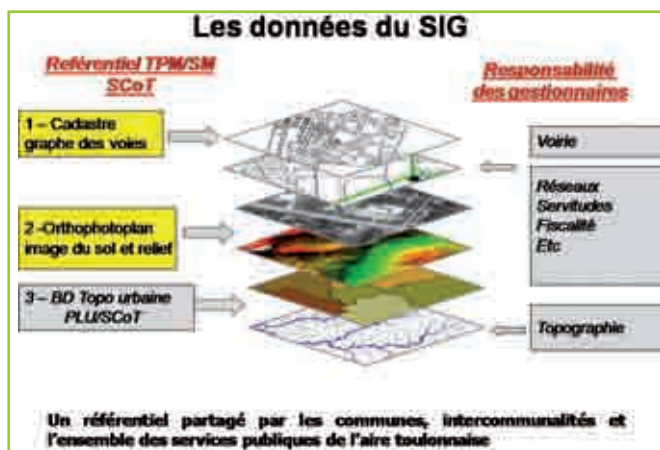 Les données du SIG
Référentiel TPM/SM
SCoT
Responsabilité
des gestionnaires
1 – Cadastre
graphe des voies
Voirie
Réseaux
Servitudes
Fiscalité
Etc
2 -Orthophotoplan
image du sol et relief
3 – BD Topo urbaine
PLU/SCoT
Topographie
Un référentiel partagé par les communes, intercommunalités et
l'ensemble des services publiques de l'aire toulonnaise